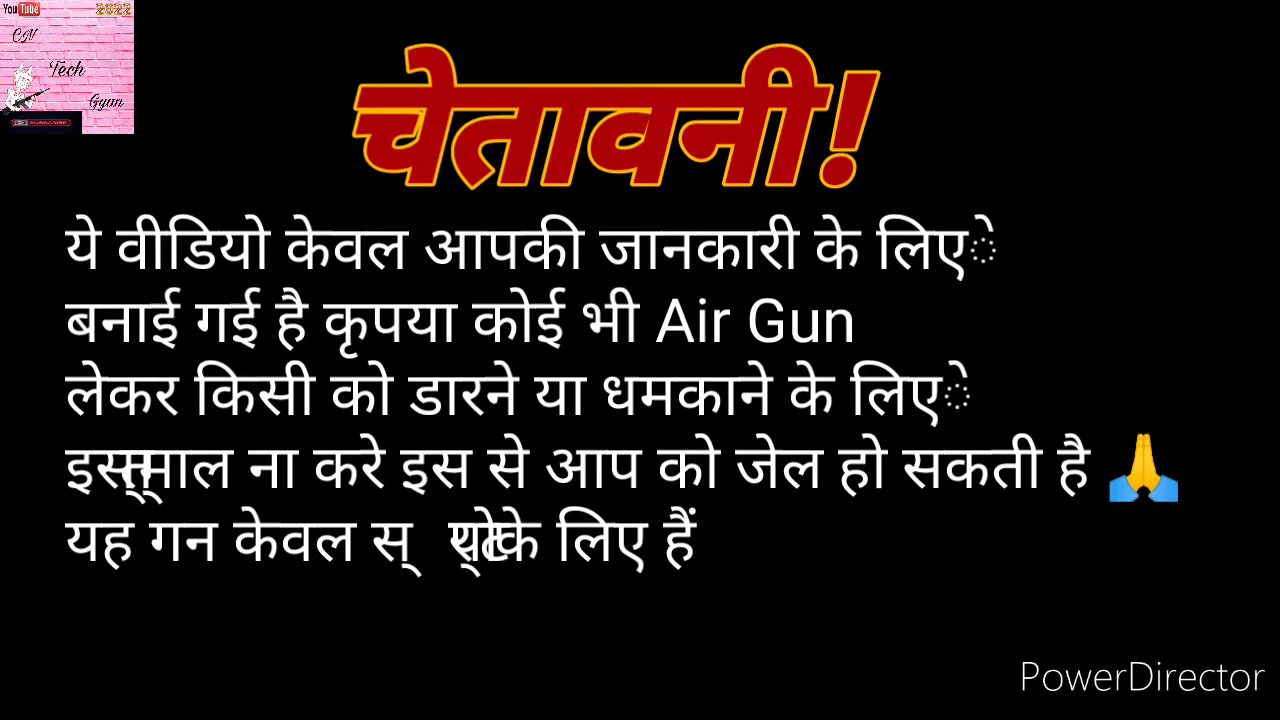 YouTube
2022
CN
Tech
Gyan
SUBSCRIBE
चेतावनी!
ये वीडियो केवल आपकी जानकारी के लिएे
बनाई गई है कृपया कोई भी Air Gun
लेकर किसी को डारने या धमकाने के लिएे
ना करे इस से आप को जेल हो सकती है 🙏
यह गन केवल के लिए हैं
PowerDirector